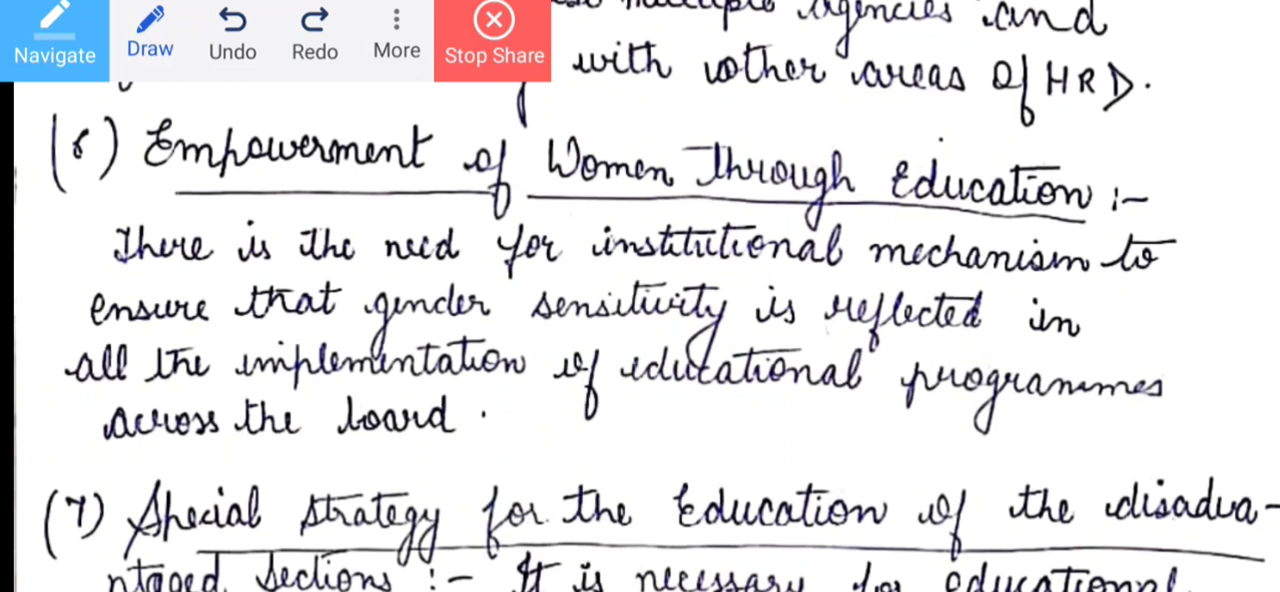 Navigate Draw Undo Redo More Stop Share
multiple agencies and
with other areas of HRD.
(6) Empowerment of Women Through Education :-
There is the need for institutional mechanism to
ensure that gender sensitivity is reflected in
all the implementation of educational programmes
across the board.
(7) Special strategy for the Education of the disadva-
ntaged Sections :- It is necessary for educational